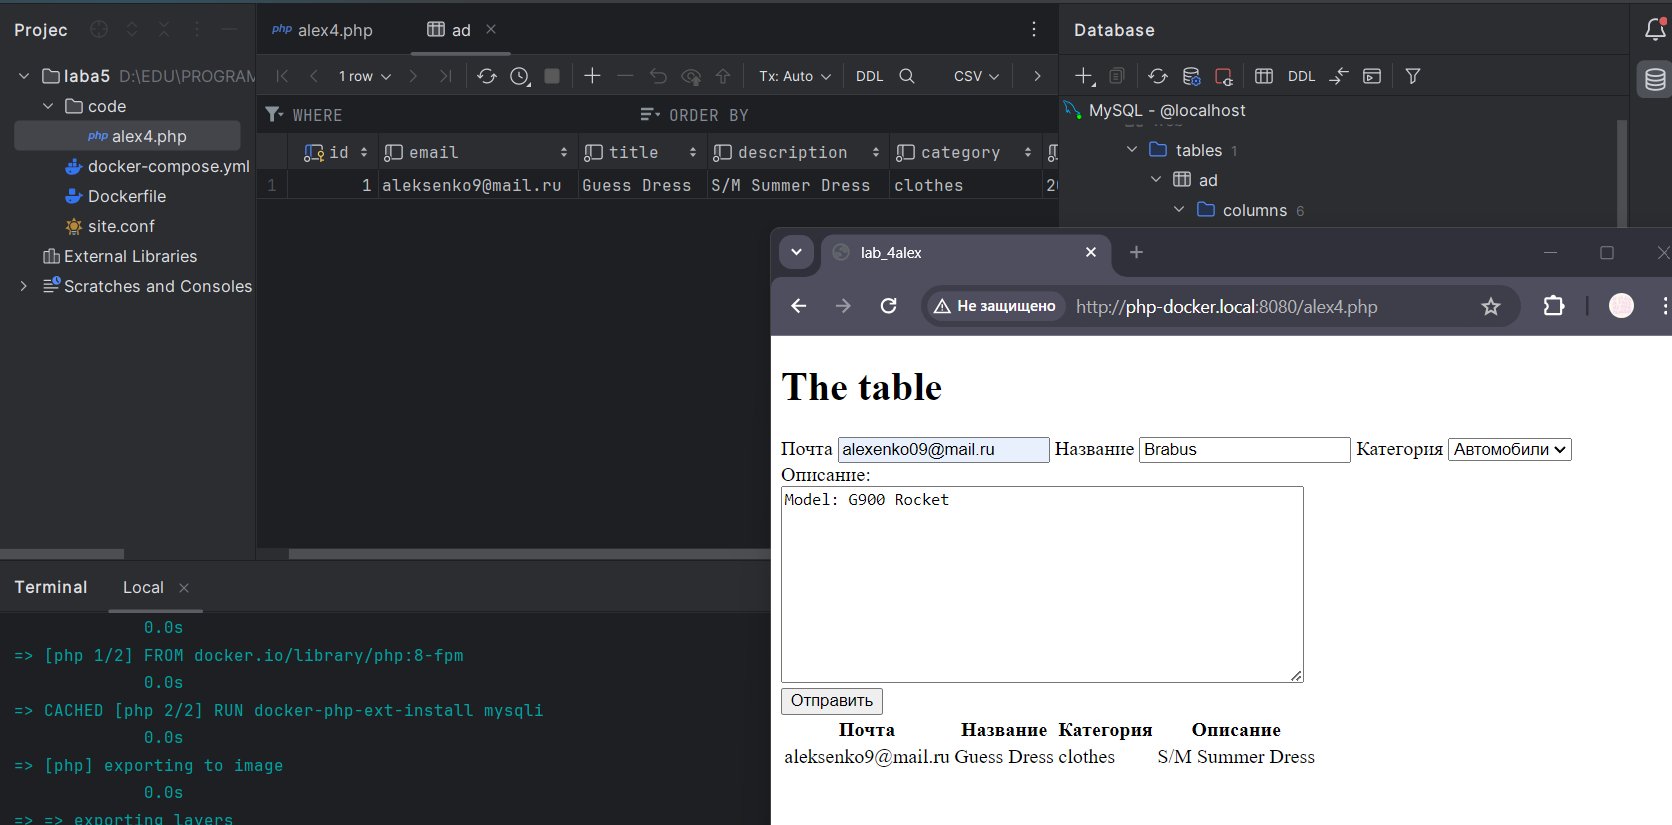 Projec
laba5 D:\EDU\PROGRAM
code
php alex4.php
docker-compose.yml
Dockerfile
site.conf
External Libraries
Scratches and Consoles
php alex4.php
ad
1 row
Tx: Auto
DDL
CSV
WHERE
ORDER BY
id email title description category
1 1 aleksenko9@mail.ru Guess Dress S/M Summer Dress clothes
Database
DDL
MySQL - @localhost
tables 1
ad
columns 6
Terminal
Local
0.0s
=> [php 1/2] FROM docker.io/library/php:8-fpm
0.0s
=> CACHED [php 2/2] RUN docker-php-ext-install mysqli
0.0s
=> [php] exporting to image
0.0s
=> => exporting layers
lab_4alex
Не защищено http://php-docker.local:8080/alex4.php
The table
Почта alexenko09@mail.ru Название Brabus Категория Автомобили
Описание:
Model: G900 Rocket
Отправить
Почта Название Категория Описание
aleksenko9@mail.ru Guess Dress clothes S/M Summer Dress